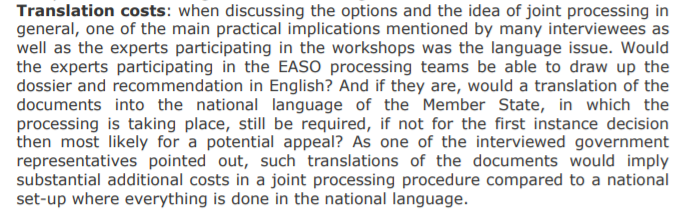 Translation costs: when discussing the options and the idea of joint processing in
general, one of the main practical implications mentioned by many interviewees as
well as the experts participating in the workshops was the language issue. Would
the experts participating in the EASO processing teams be able to draw up the
dossier and recommendation in English? And if they are, would a translation of the
documents into the national language of the Member State, in which the
processing is taking place, still be required, if not for the first instance decision
then most likely for a potential appeal? As one of the interviewed government
representatives pointed out, such translations of the documents would imply
substantial additional costs in a joint processing procedure compared to a national
set-up where everything is done in the national language.